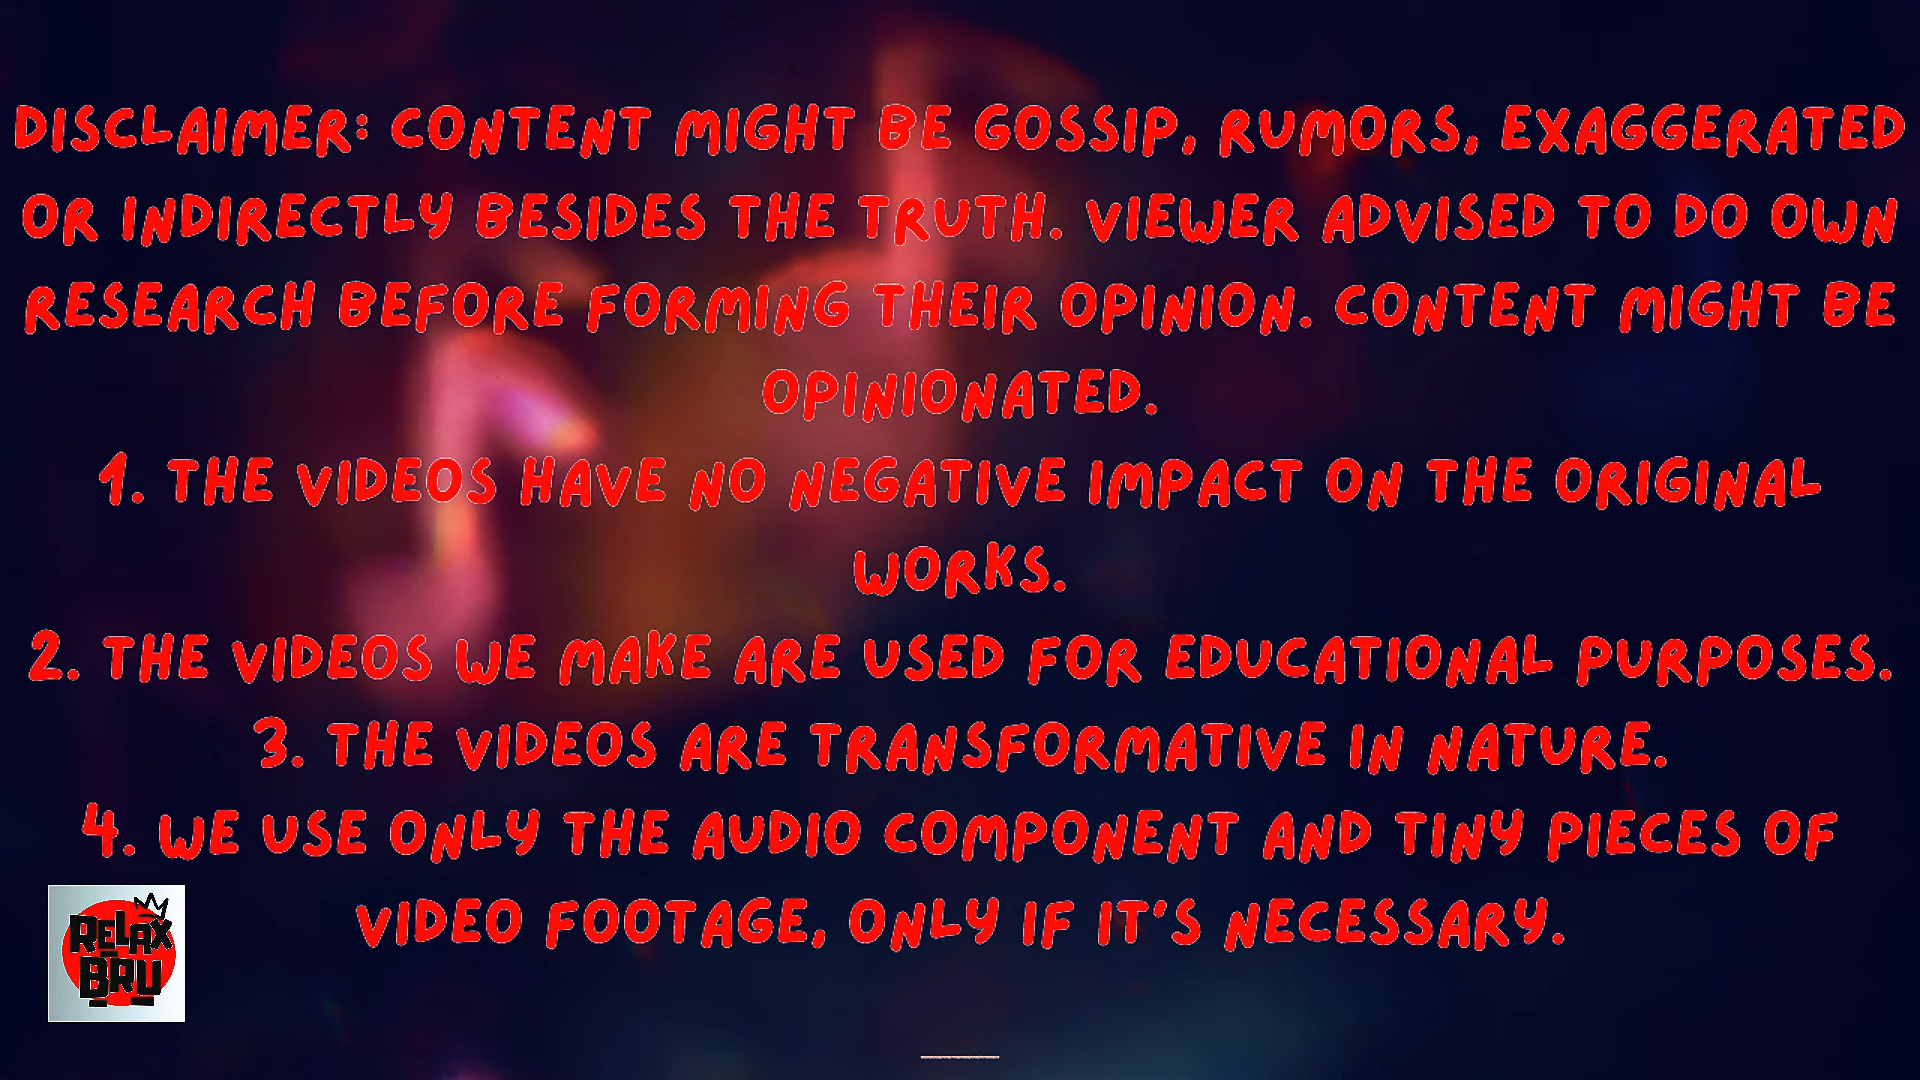 DISCLAIMER: CONTENT MIGHT BE GOSSIP, RUMORS, EXAGGERATED
OR INDIRECTLY BESIDES THE TRUTH. VIEWER ADVISED TO DO OWN
RESEARCH BEFORE FORMING THEIR OPINION. CONTENT MIGHT BE
OPINIONATED.
1. THE VIDEOS HAVE NO NEGATIVE IMPACT ON THE ORIGINAL
WORKS.
2. THE VIDEOS WE MAKE ARE USED FOR EDUCATIONAL PURPOSES.
3. THE VIDEOS ARE TRANSFORMATIVE IN NATURE.
4. WE USE ONLY THE AUDIO COMPONENT AND TINY PIECES OF
VIDEO FOOTAGE, ONLY IF IT'S NECESSARY.
RELAX
BRU